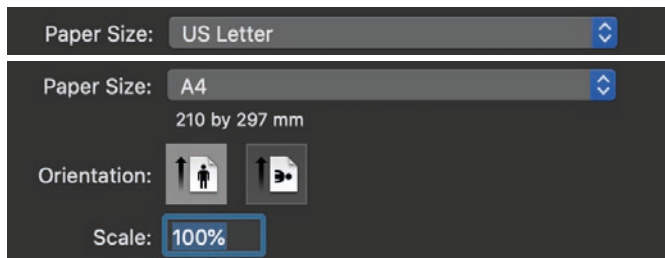 Paper Size: US Letter
Paper Size: A4
210 by 297 mm
Orientation:
Scale: 100%